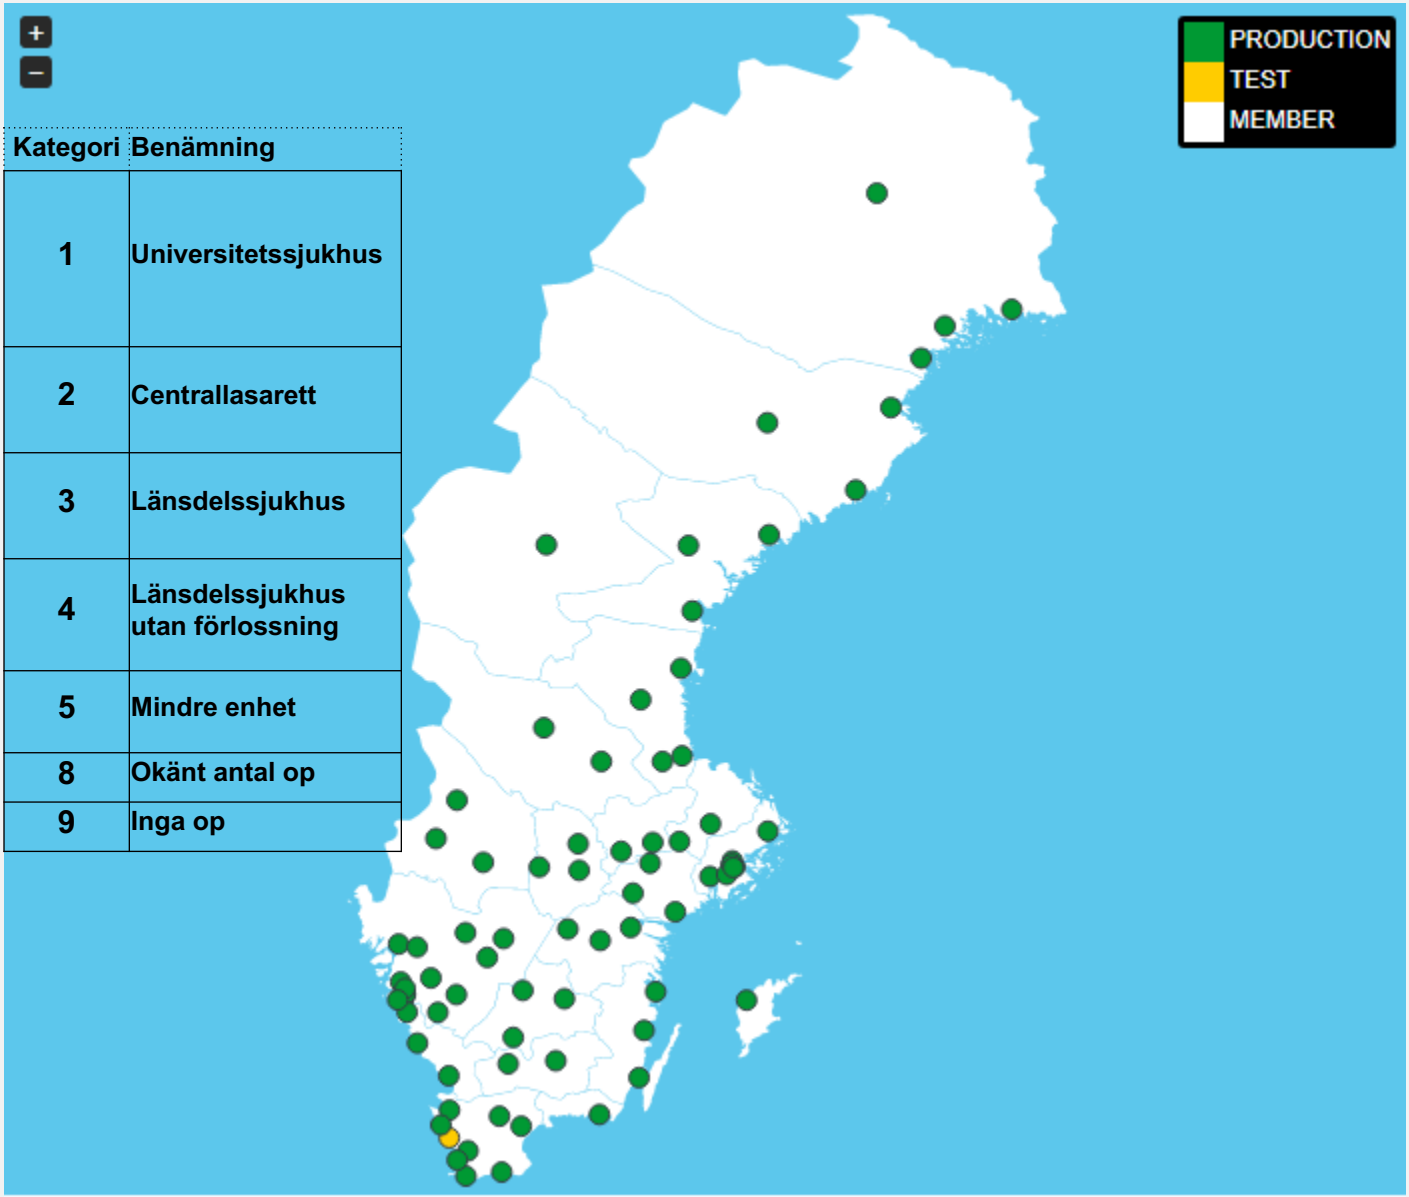 +
−
PRODUCTION
TEST
MEMBER
Kategori Benämning
1 Universitetssjukhus
2 Centrallasarett
3 Länsdelssjukhus
4 Länsdelssjukhus
utan förlossning
5 Mindre enhet
8 Okänt antal op
9 Inga op